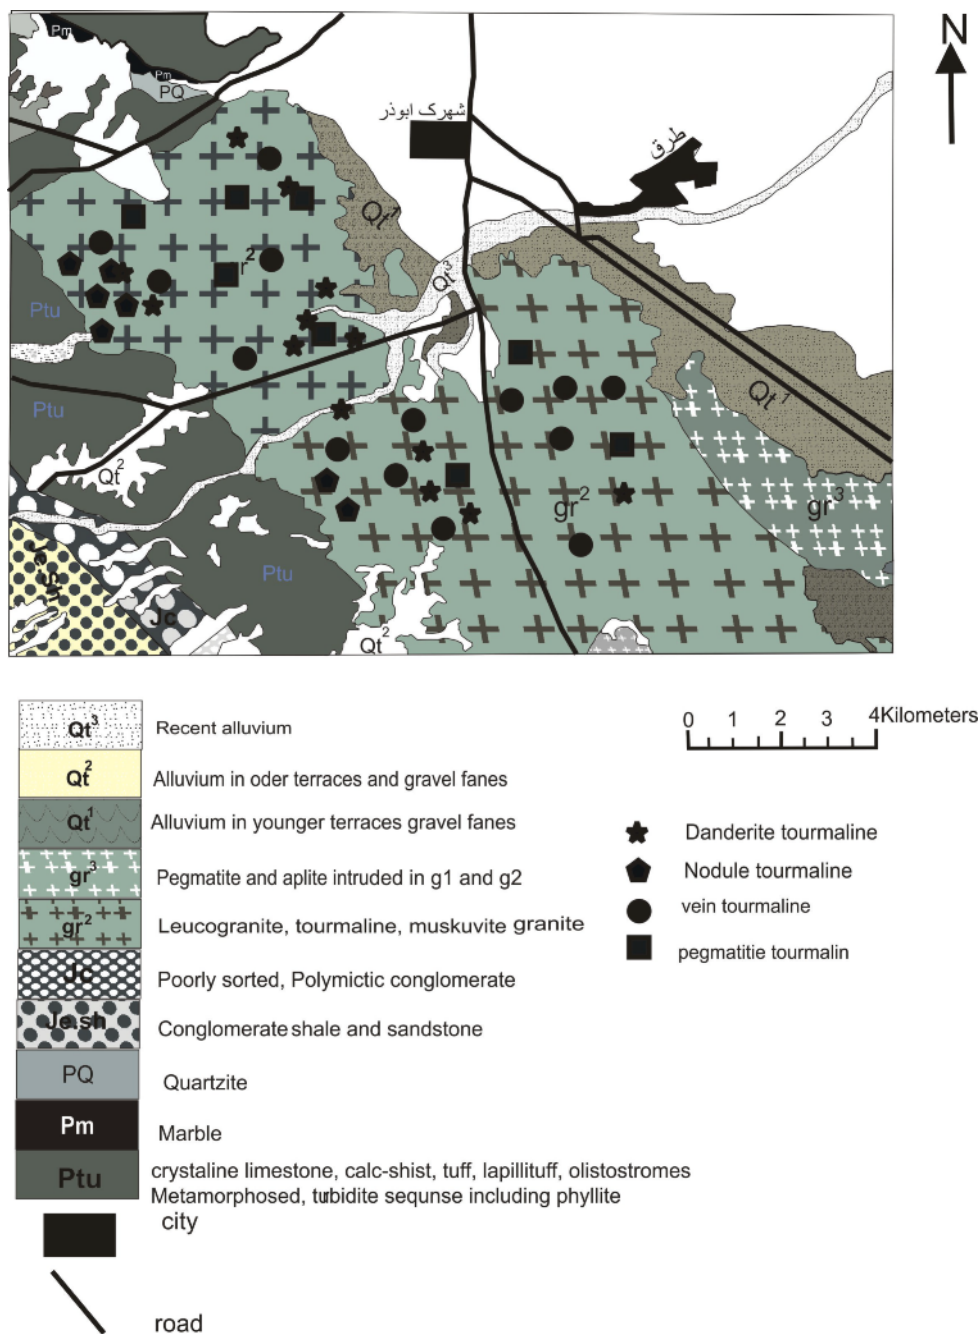 N
Pm
Pm
PQ
شهرک ابوذر
طرق
Qt¹
Qt³
r²
Ptu
Ptu
Qt¹
Qt²
gr²
gr³
Ptu
Je.Sh
Jc
Qt²
0 1 2 3 4Kilometers
Qt³ Recent alluvium
Qt² Alluvium in oder terraces and gravel fanes
Qt¹ Alluvium in younger terraces gravel fanes
gr³ Pegmatite and aplite intruded in g1 and g2
gr² Leucogranite, tourmaline, muskuvite granite
Jc Poorly sorted, Polymictic conglomerate
Je.sh Conglomerate shale and sandstone
PQ Quartzite
Pm Marble
Ptu crystaline limestone, calc-shist, tuff, lapillituff, olistostromes
Metamorphosed, turbidite sequnse including phyllite
city
road
Danderite tourmaline
Nodule tourmaline
vein tourmaline
pegmatitie tourmalin